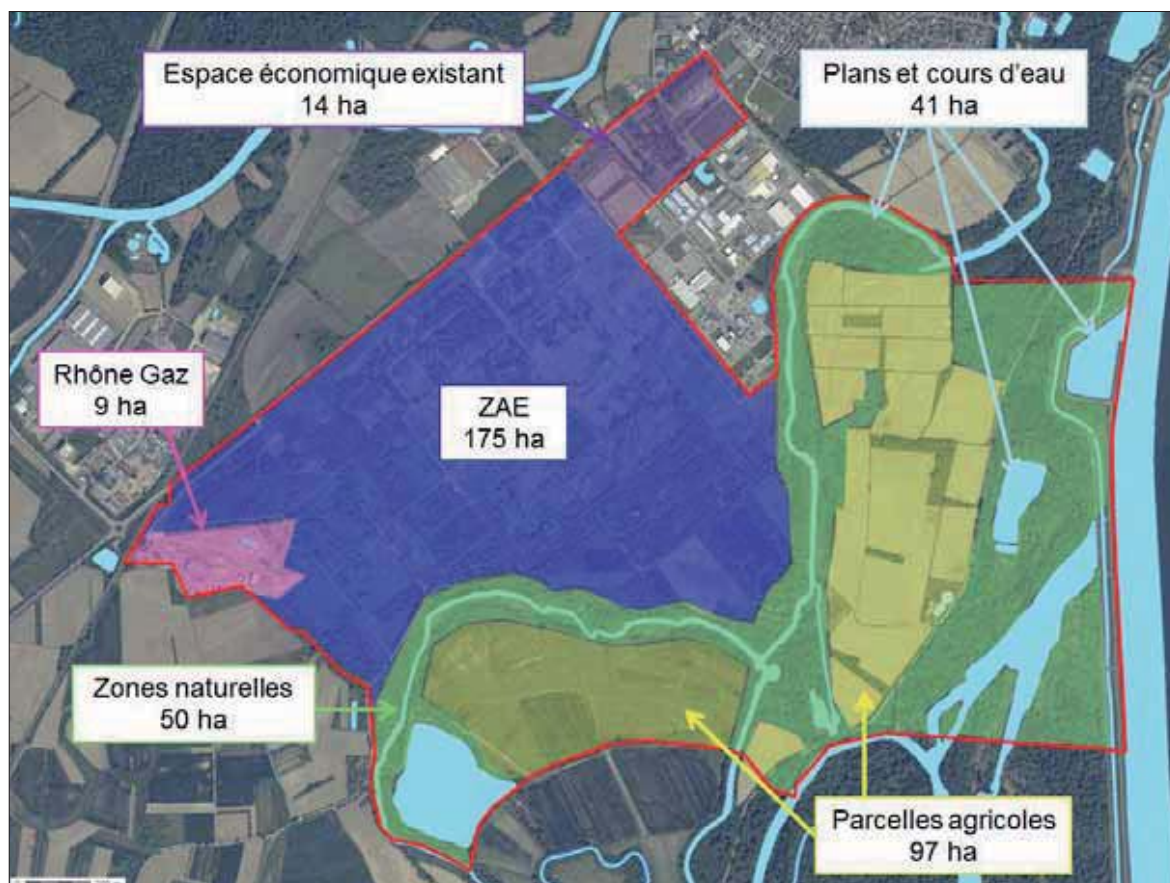 Espace économique existant
14 ha
Plans et cours d'eau
41 ha
Rhône Gaz
9 ha
ZAE
175 ha
Zones naturelles
50 ha
Parcelles agricoles
97 ha